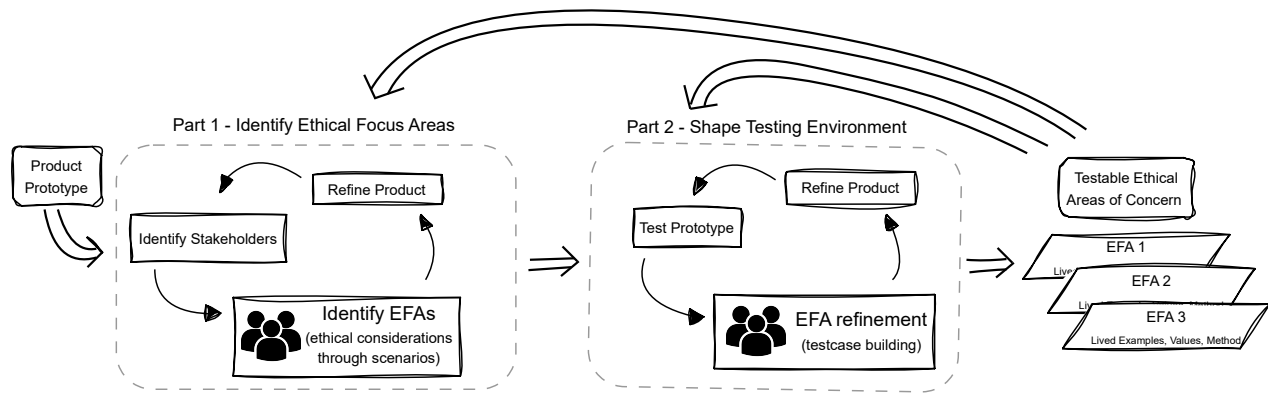 Part 1 - Identify Ethical Focus Areas
Product
Prototype
Refine Product
Identify Stakeholders
Identify EFAs
(ethical considerations
through scenarios)
Part 2 - Shape Testing Environment
Refine Product
Test Prototype
EFA refinement
(testcase building)
Testable Ethical
Areas of Concern
EFA 1
EFA 2
EFA 3
Lived Examples, Values, Method